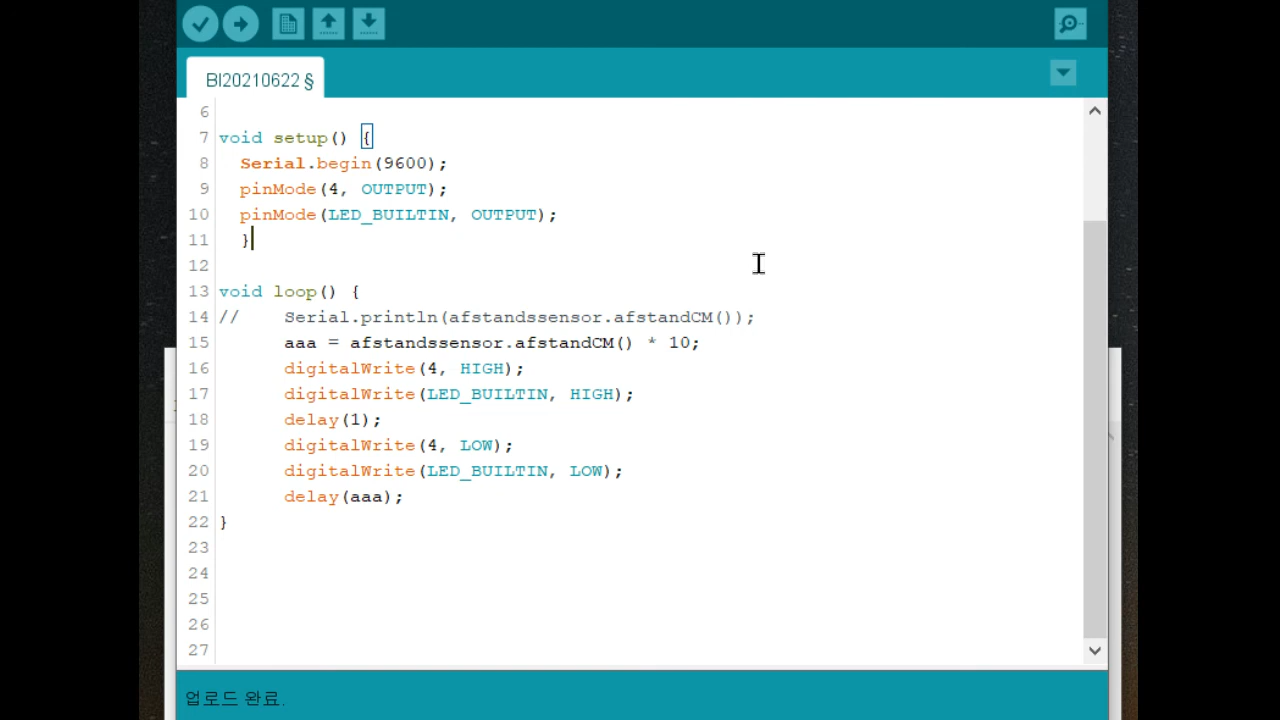 BI20210622 §
6
7 void setup() {
8 Serial.begin(9600);
9 pinMode(4, OUTPUT);
10 pinMode(LED_BUILTIN, OUTPUT);
11 }
12
13 void loop() {
14 // Serial.println(afstandssensor.afstandCM());
15 aaa = afstandssensor.afstandCM() * 10;
16 digitalWrite(4, HIGH);
17 digitalWrite(LED_BUILTIN, HIGH);
18 delay(1);
19 digitalWrite(4, LOW);
20 digitalWrite(LED_BUILTIN, LOW);
21 delay(aaa);
22 }
23
24
25
26
27
업로드 완료.